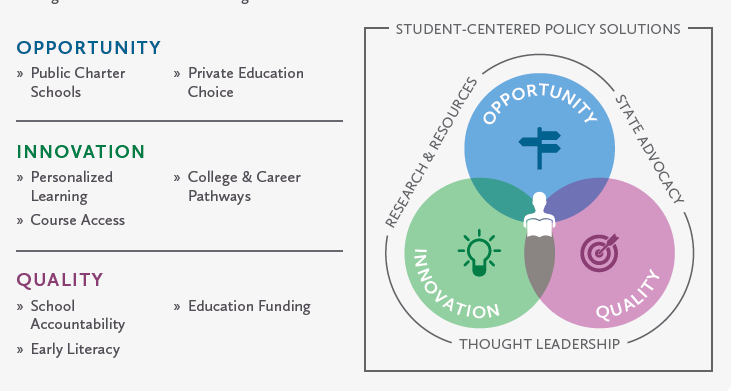 OPPORTUNITY
» Public Charter
Schools
» Private Education
Choice
INNOVATION
» Personalized
Learning
» Course Access
» College & Career
Pathways
QUALITY
» School
Accountability
» Early Literacy
» Education Funding
STUDENT-CENTERED POLICY SOLUTIONS
RESEARCH & RESOURCES
STATE ADVOCACY
OPPORTUNITY
INNOVATION
QUALITY
THOUGHT LEADERSHIP